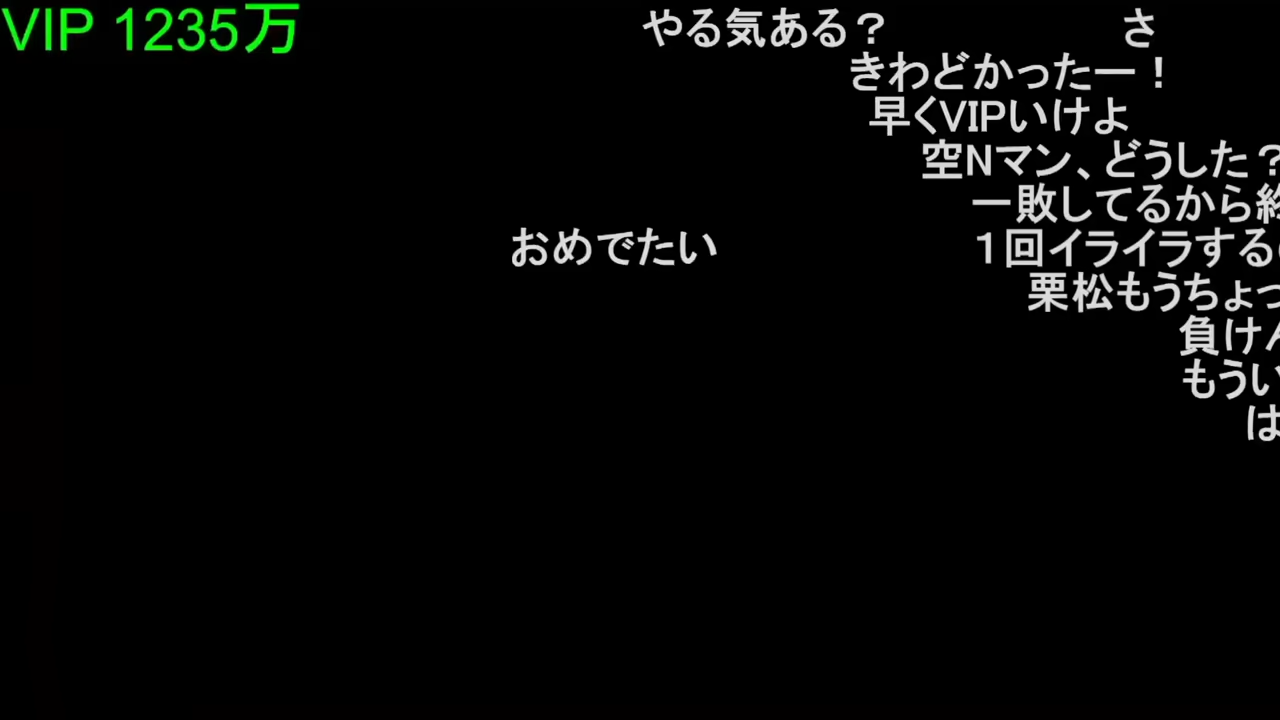 VIP 1235万
やる気ある？
さ
きわどかったー！
早くVIPいけよ
空Nマン、どうした？
一敗してるから終
おめでたい
１回イライラする
栗松もうちょっ
負けん
もうい
は